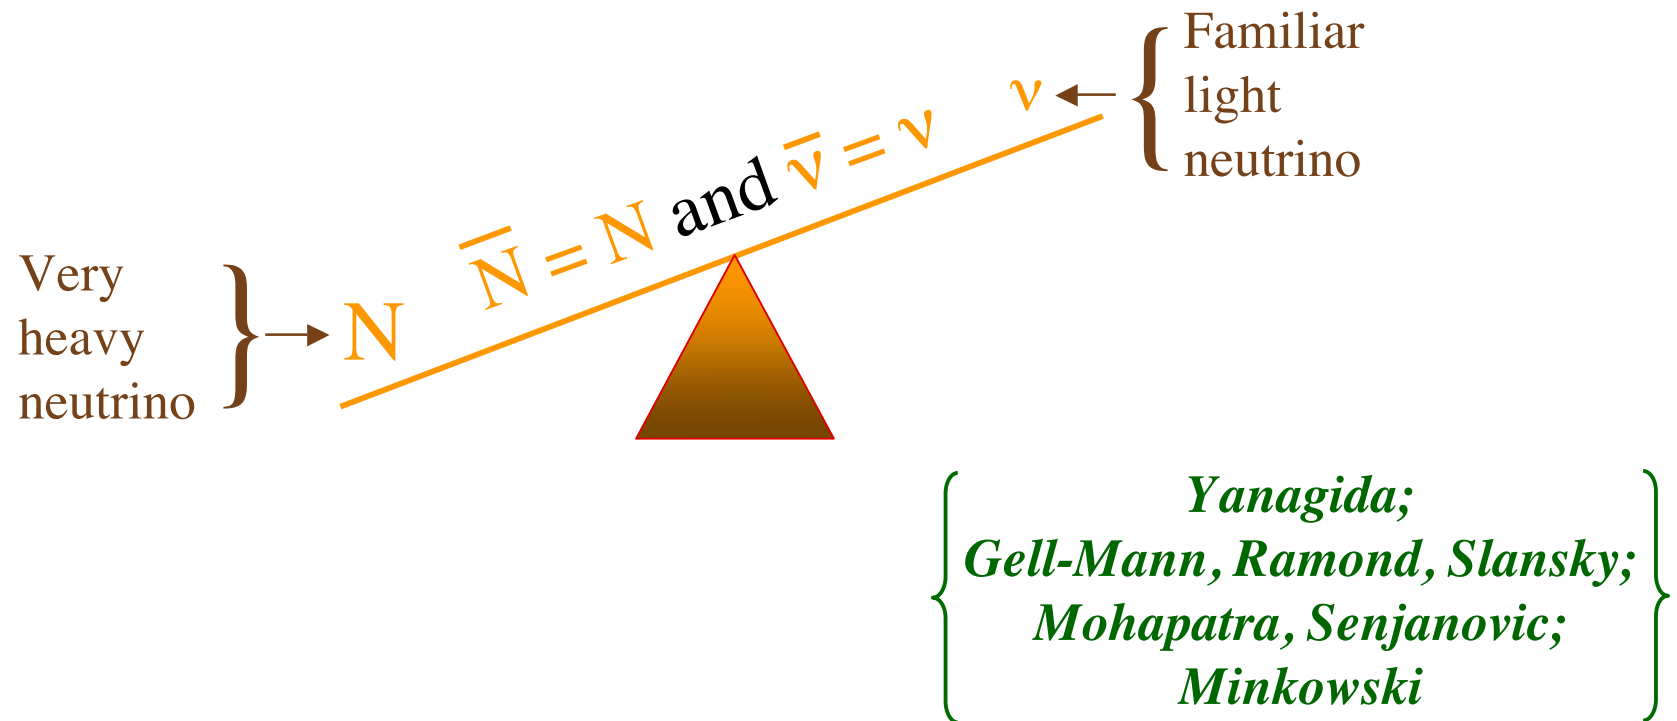 Familiar
light
neutrino
ν
N̅ = N and ν̅ = ν
Very
heavy
neutrino
N
Yanagida;
Gell-Mann, Ramond, Slansky;
Mohapatra, Senjanovic;
Minkowski